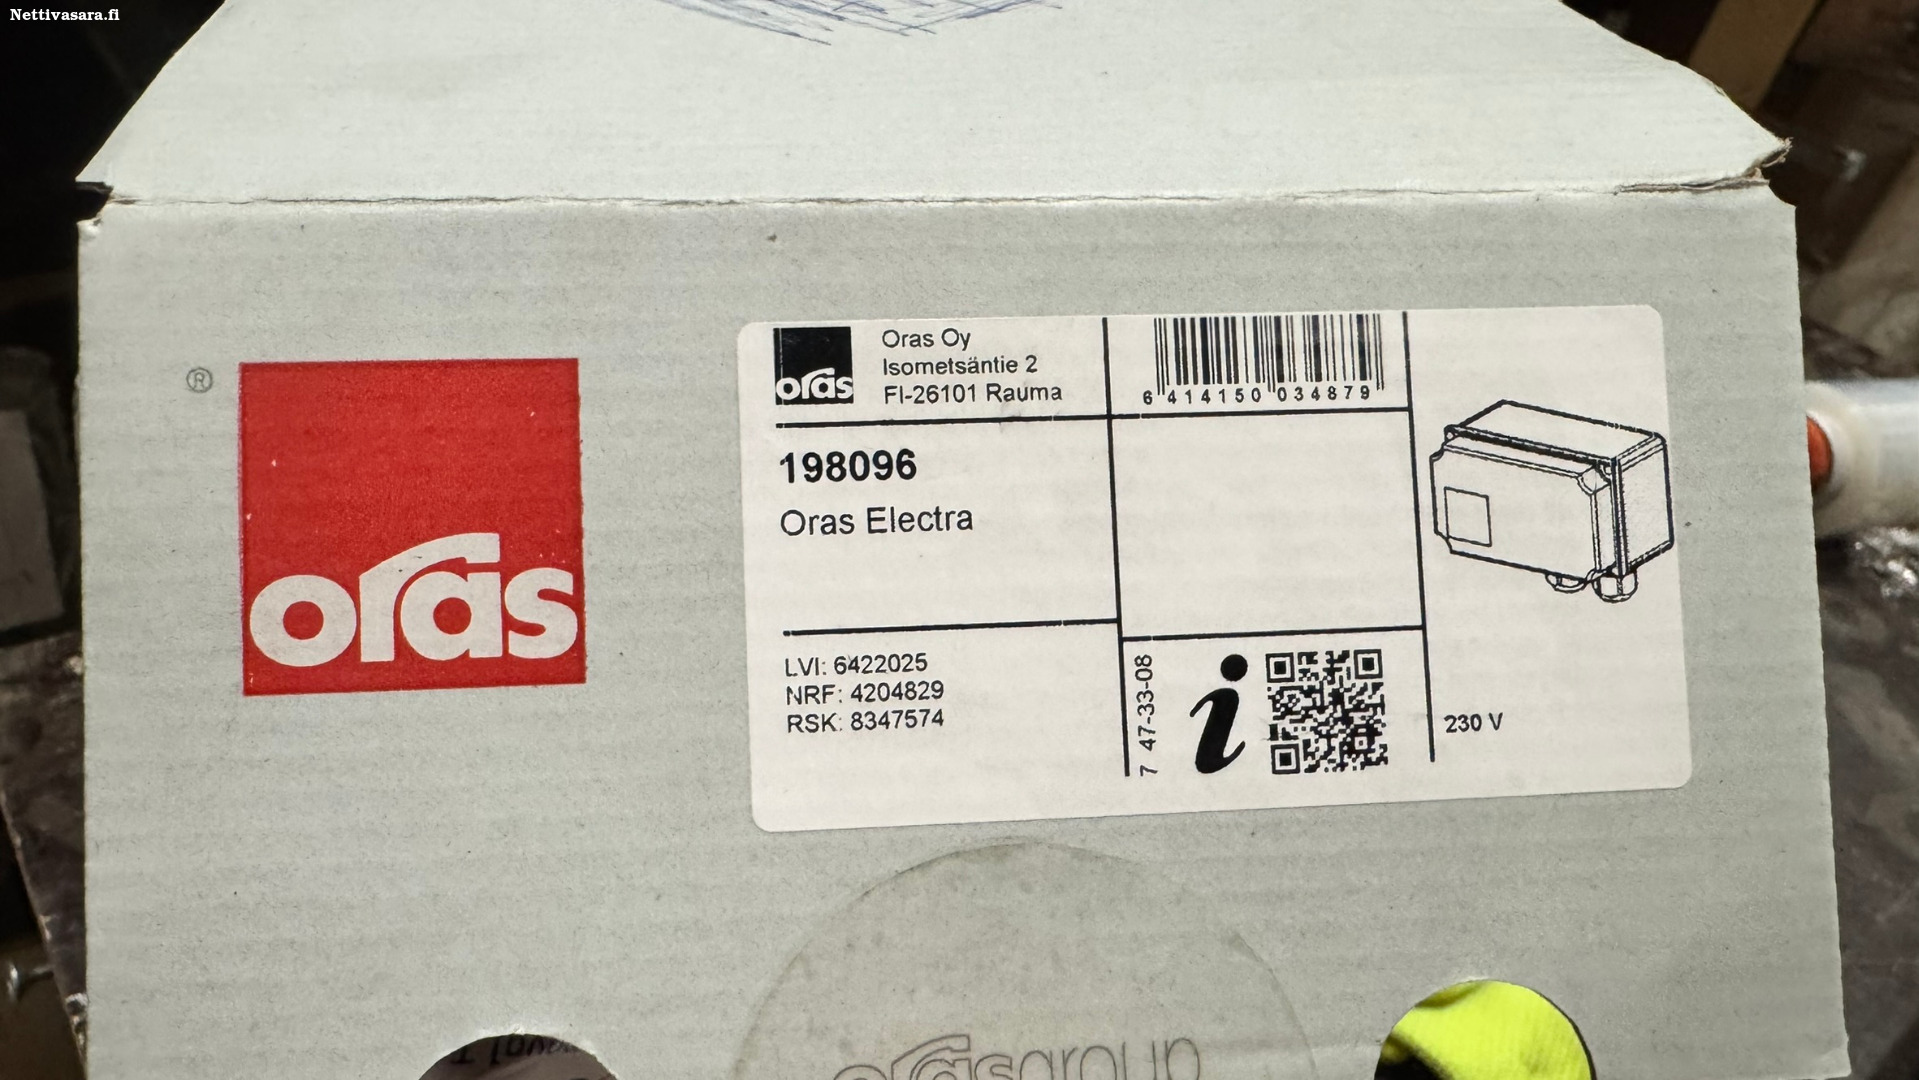 Nettivasara.fi
®
oras
oras
Oras Oy
Isometsäntie 2
FI-26101 Rauma
6 414150 034879
198096
Oras Electra
LVI: 6422025
NRF: 4204829
RSK: 8347574
7 47-33-08
i
230 V
orasgroup